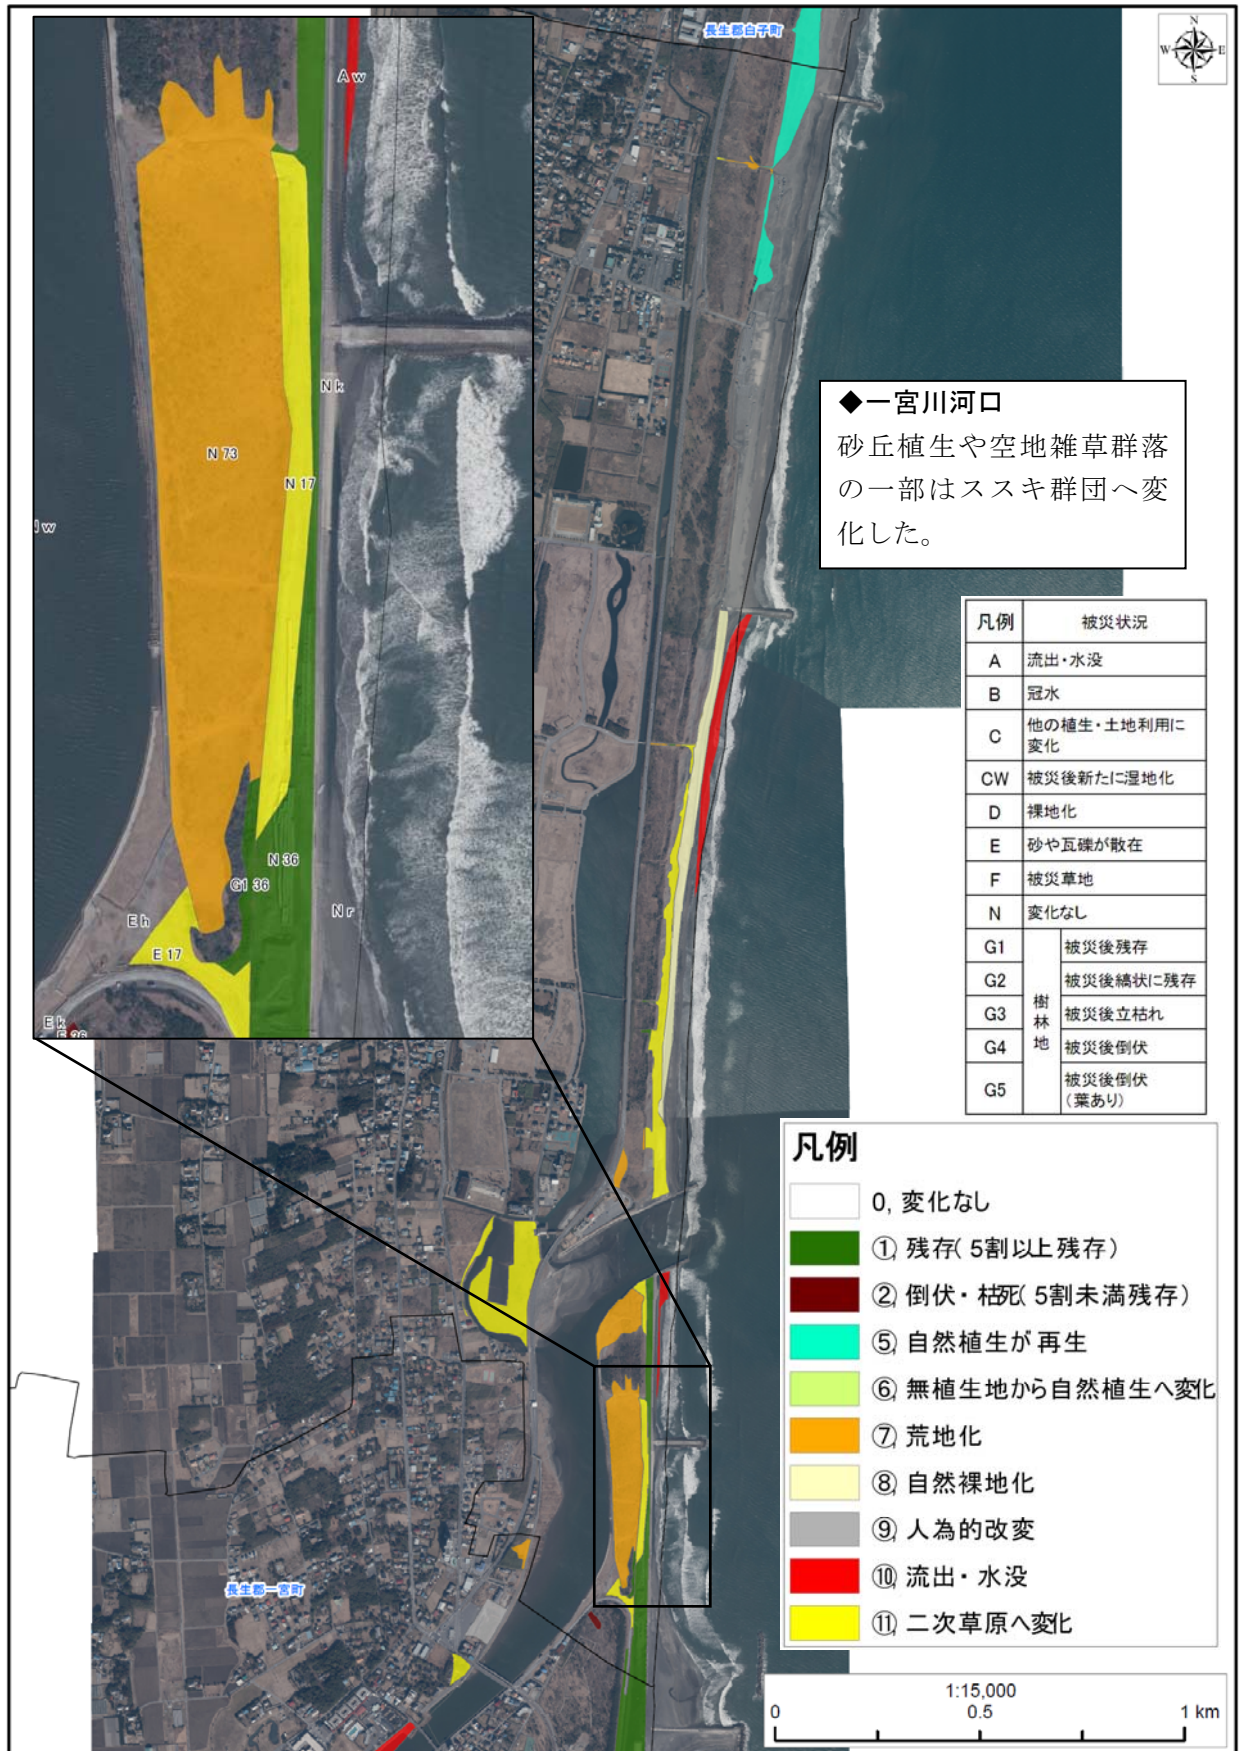 長生郡白子町
N
W
E
S
A w
N k
N 73
N 17
N 36
G1 36
N r
E h
E 17
E k
◆一宮川河口
砂丘植生や空地雑草群落
の一部はススキ群団へ変
化した。
凡例 被災状況
A 流出・水没
B 冠水
C 他の植生・土地利用に
変化
CW 被災後新たに湿地化
D 裸地化
E 砂や瓦礫が散在
F 被災草地
N 変化なし
樹林地
G1 被災後残存
G2 被災後縞状に残存
G3 被災後立枯れ
G4 被災後倒伏
G5 被災後倒伏
(葉あり)
凡例
0, 変化なし
①, 残存( 5割以上残存)
②, 倒伏・枯死( 5割未満残存)
⑤, 自然植生が再生
⑥, 無植生地から自然植生へ変化
⑦, 荒地化
⑧, 自然裸地化
⑨, 人為的改変
⑩, 流出・水没
⑪, 二次草原へ変化
長生郡一宮町
1:15,000
0 0.5 1 km